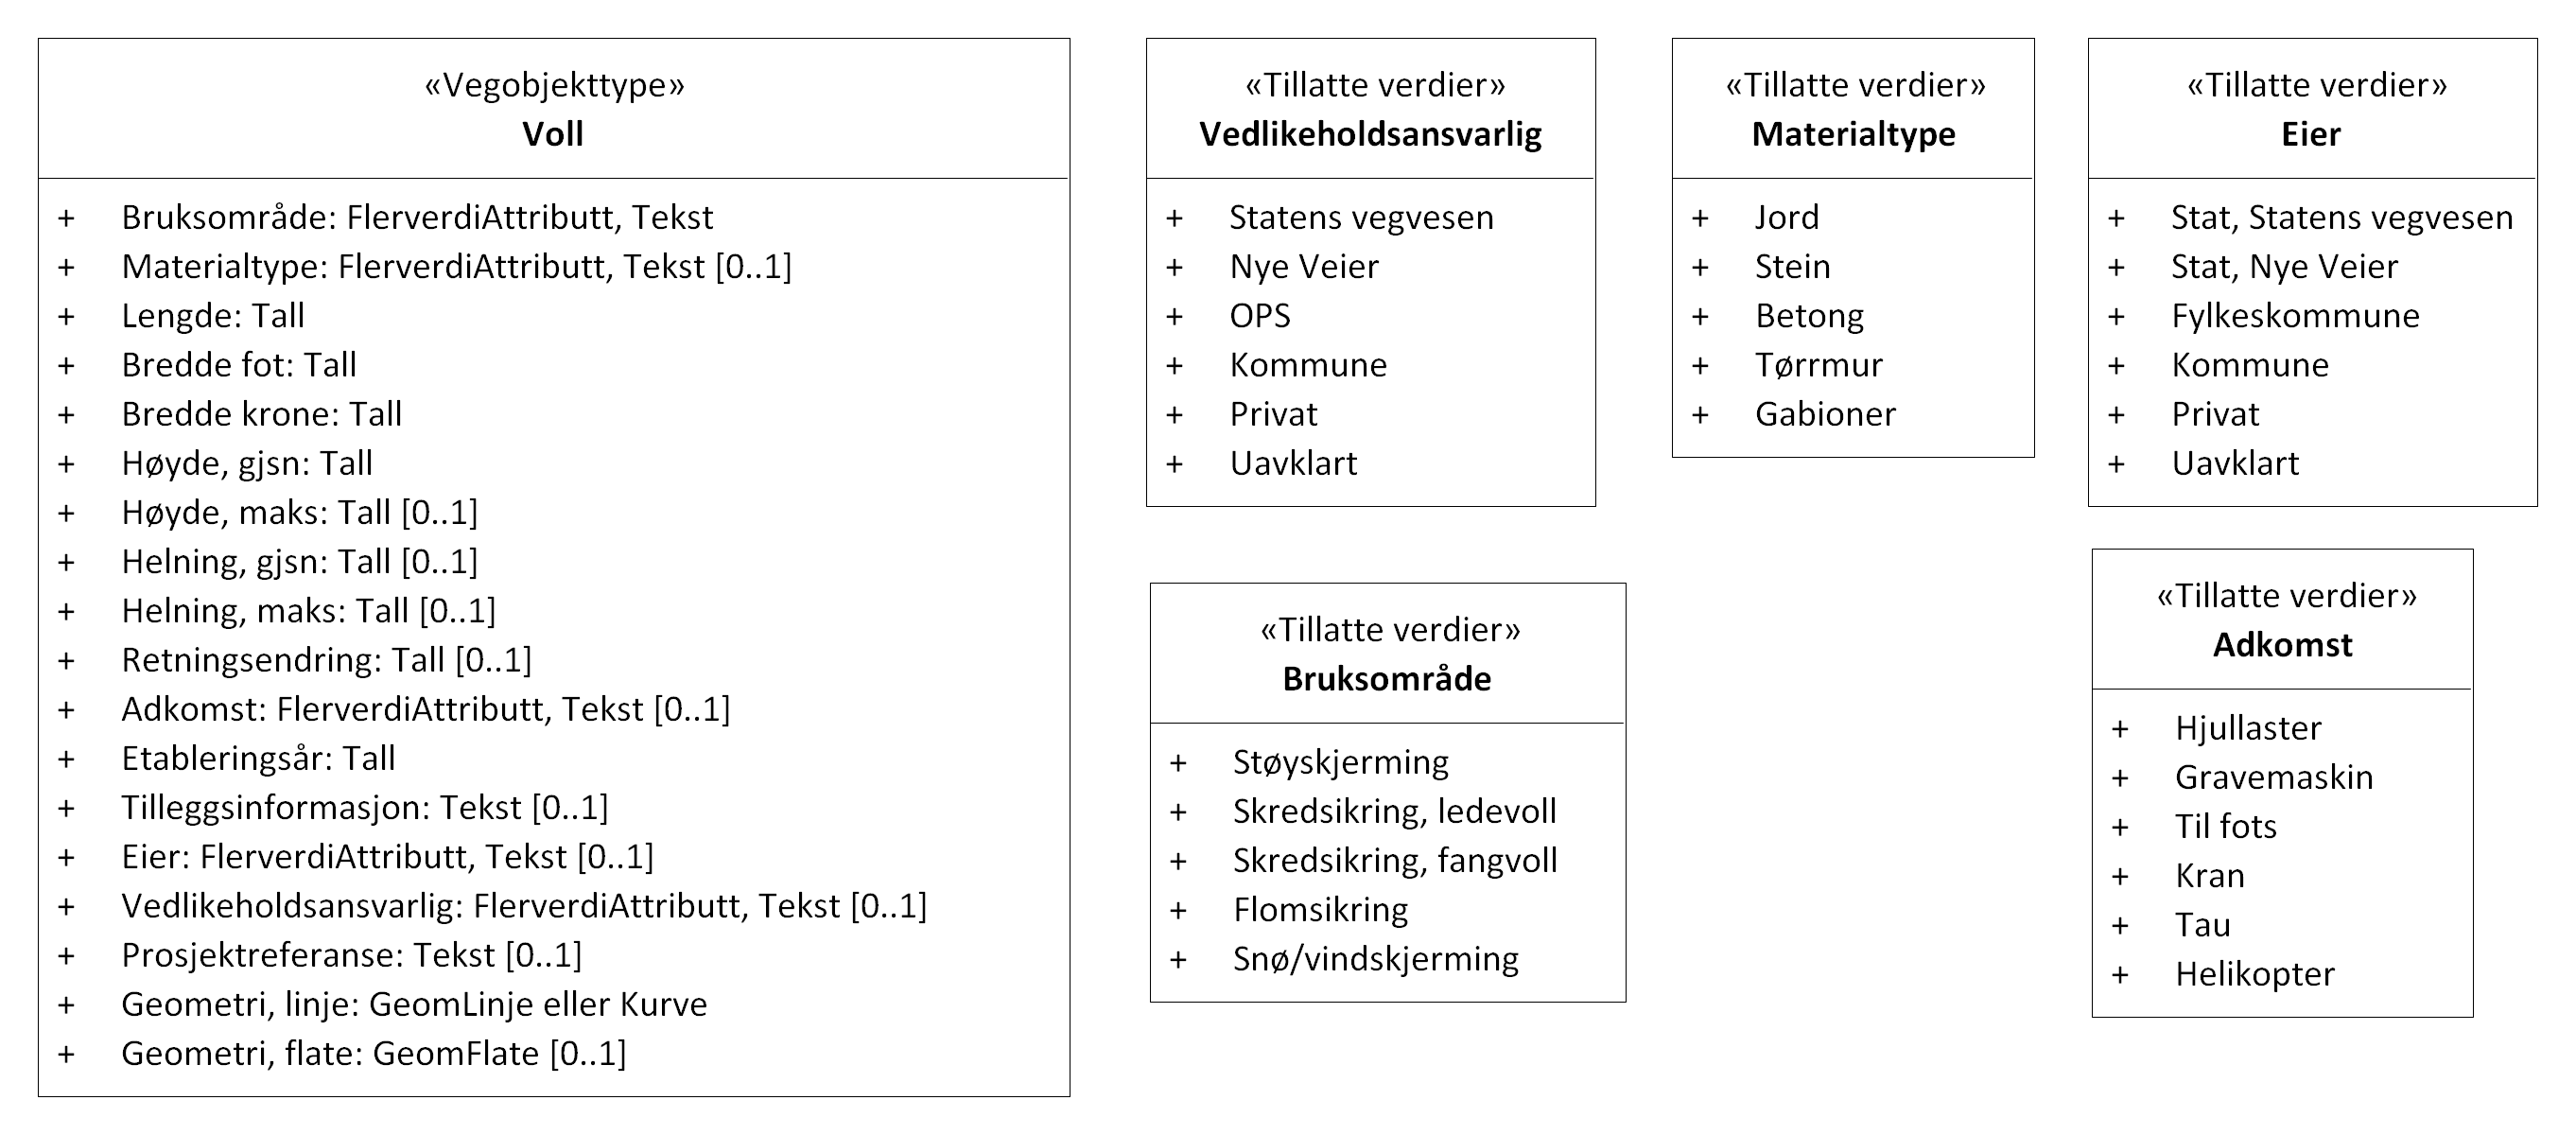 «Vegobjekttype»
Voll
+ Bruksområde: FlerverdiAttributt, Tekst
+ Materialtype: FlerverdiAttributt, Tekst [0..1]
+ Lengde: Tall
+ Bredde fot: Tall
+ Bredde krone: Tall
+ Høyde, gjsn: Tall
+ Høyde, maks: Tall [0..1]
+ Helning, gjsn: Tall [0..1]
+ Helning, maks: Tall [0..1]
+ Retningsendring: Tall [0..1]
+ Adkomst: FlerverdiAttributt, Tekst [0..1]
+ Etableringsår: Tall
+ Tilleggsinformasjon: Tekst [0..1]
+ Eier: FlerverdiAttributt, Tekst [0..1]
+ Vedlikeholdsansvarlig: FlerverdiAttributt, Tekst [0..1]
+ Prosjektreferanse: Tekst [0..1]
+ Geometri, linje: GeomLinje eller Kurve
+ Geometri, flate: GeomFlate [0..1]
«Tillatte verdier»
Vedlikeholdsansvarlig
+ Statens vegvesen
+ Nye Veier
+ OPS
+ Kommune
+ Privat
+ Uavklart
«Tillatte verdier»
Materialtype
+ Jord
+ Stein
+ Betong
+ Tørrmur
+ Gabioner
«Tillatte verdier»
Eier
+ Stat, Statens vegvesen
+ Stat, Nye Veier
+ Fylkeskommune
+ Kommune
+ Privat
+ Uavklart
«Tillatte verdier»
Bruksområde
+ Støyskjerming
+ Skredsikring, ledevoll
+ Skredsikring, fangvoll
+ Flomsikring
+ Snø/vindskjerming
«Tillatte verdier»
Adkomst
+ Hjullaster
+ Gravemaskin
+ Til fots
+ Kran
+ Tau
+ Helikopter